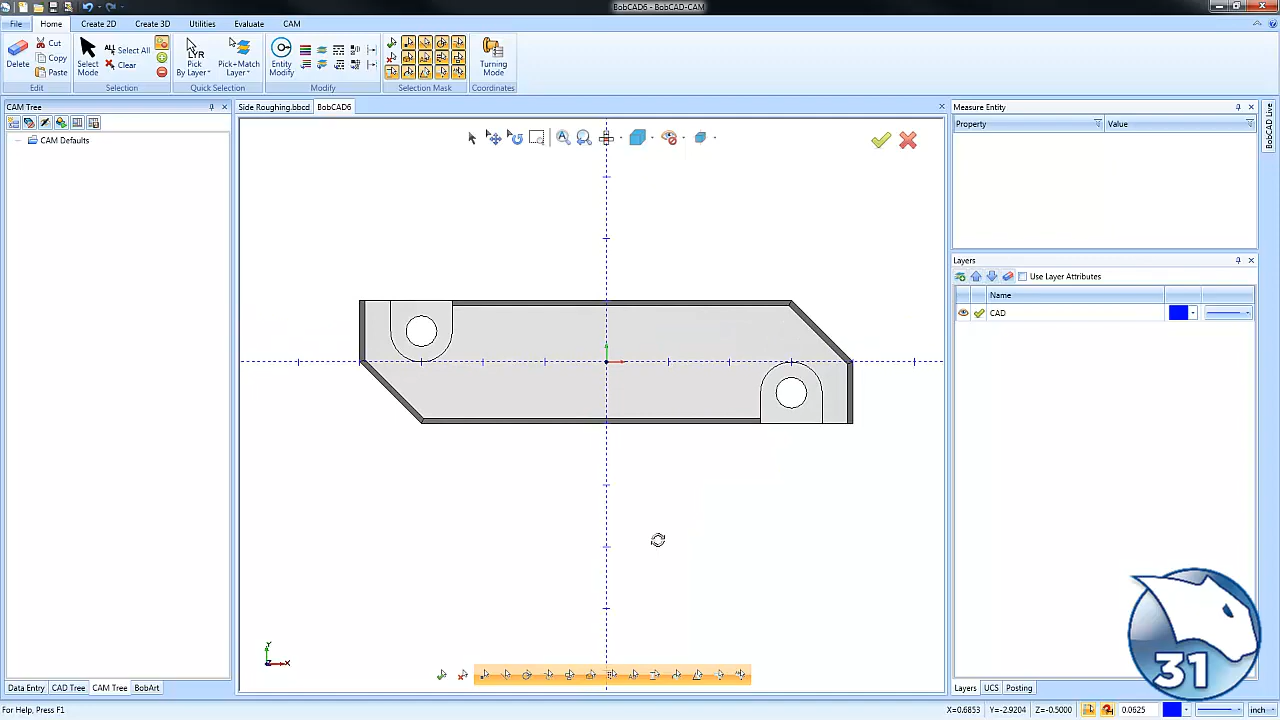 BobCAD6 - BobCAD-CAM
File Home Create 2D Create 3D Utilities Evaluate CAM
Delete
Cut
Copy
Paste
Edit
Select Mode
Select All
Clear
Selection
LYR
Pick By Layer
Pick+Match Layer
Quick Selection
Entity Modify
Modify
Selection Mask
Turning Mode
Coordinates
CAM Tree
CAM Defaults
Side Roughing.bbcd BobCAD6
Measure Entity
Property Value
BobCAD Live
Layers
Use Layer Attributes
Name
CAD
Y
X
31
Data Entry CAD Tree CAM Tree BobArt
Layers UCS Posting
For Help, Press F1
X=0.6853 Y=-2.9204 Z=-0.5000 0.0625 inch